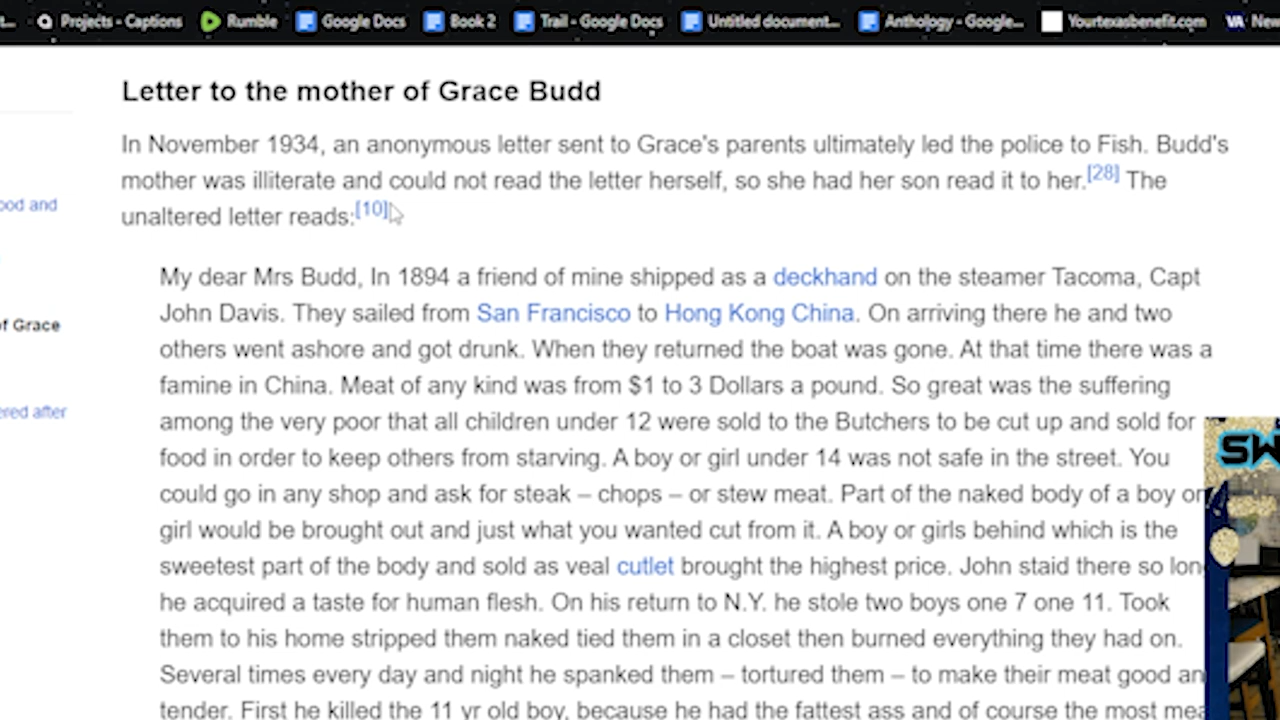 t...
Projects - Captions
Rumble
Google Docs
Book 2
Trail - Google Docs
Untitled document...
Anthology - Google...
Yourtexasbenefit.com
VA
New
Letter to the mother of Grace Budd
In November 1934, an anonymous letter sent to Grace's parents ultimately led the police to Fish. Budd's
mother was illiterate and could not read the letter herself, so she had her son read it to her.[28] The
unaltered letter reads:[10]
ood and
of Grace
ered after
My dear Mrs Budd, In 1894 a friend of mine shipped as a deckhand on the steamer Tacoma, Capt
John Davis. They sailed from San Francisco to Hong Kong China. On arriving there he and two
others went ashore and got drunk. When they returned the boat was gone. At that time there was a
famine in China. Meat of any kind was from $1 to 3 Dollars a pound. So great was the suffering
among the very poor that all children under 12 were sold to the Butchers to be cut up and sold for
food in order to keep others from starving. A boy or girl under 14 was not safe in the street. You
could go in any shop and ask for steak – chops – or stew meat. Part of the naked body of a boy or
girl would be brought out and just what you wanted cut from it. A boy or girls behind which is the
sweetest part of the body and sold as veal cutlet brought the highest price. John staid there so lon
he acquired a taste for human flesh. On his return to N.Y. he stole two boys one 7 one 11. Took
them to his home stripped them naked tied them in a closet then burned everything they had on.
Several times every day and night he spanked them – tortured them – to make their meat good an
tender. First he killed the 11 yr old boy, because he had the fattest ass and of course the most mea
SW